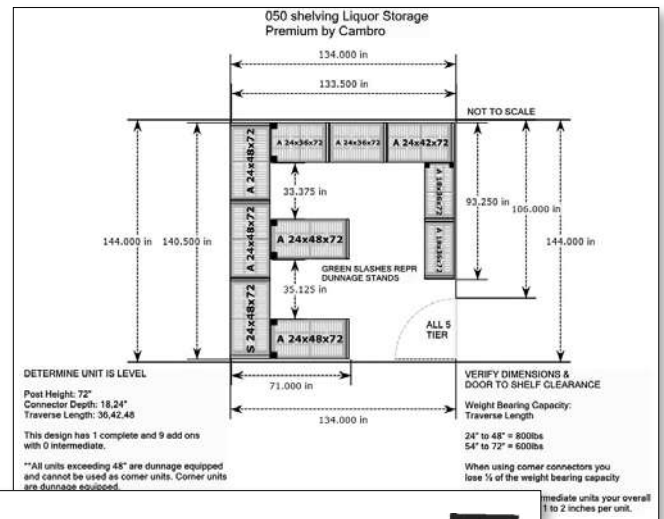 050 shelving Liquor Storage
Premium by Cambro
134.000 in
133.500 in
NOT TO SCALE
A 24x48x72
A 24x36x72
A 24x36x72
A 24x42x72
A 18x36x72
33.375 in
93.250 in
106.000 in
A 24x48x72
A 24x48x72
A 18x36x72
144.000 in
140.500 in
144.000 in
GREEN SLASHES REPR
DUNNAGE STANDS
35.125 in
S 24x48x72
A 24x48x72
ALL 5
TIER
71.000 in
134.000 in
DETERMINE UNIT IS LEVEL
Post Height: 72"
Connector Depth: 18,24"
Traverse Length: 36,42,48
This design has 1 complete and 9 add ons
with 0 intermediate.
**All units exceeding 48" are dunnage equipped
and cannot be used as corner units. Corner units
are dunnage equipped.
VERIFY DIMENSIONS &
DOOR TO SHELF CLEARANCE
Weight Bearing Capacity:
Traverse Length
24" to 48" = 800lbs
54" to 72" = 600lbs
When using corner connectors you
lose ⅓ of the weight bearing capacity
rmediate units your overall
1 to 2 inches per unit.